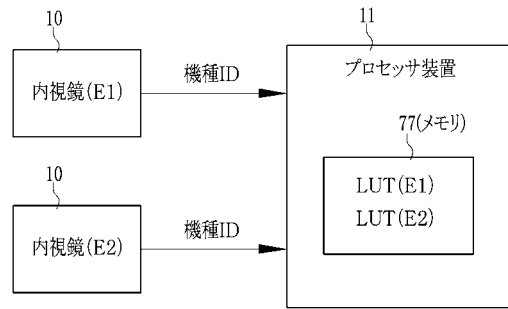 10
内視鏡(E1)
機種ID
11
プロセッサ装置
77(メモリ)
LUT(E1)
LUT(E2)
10
内視鏡(E2)
機種ID